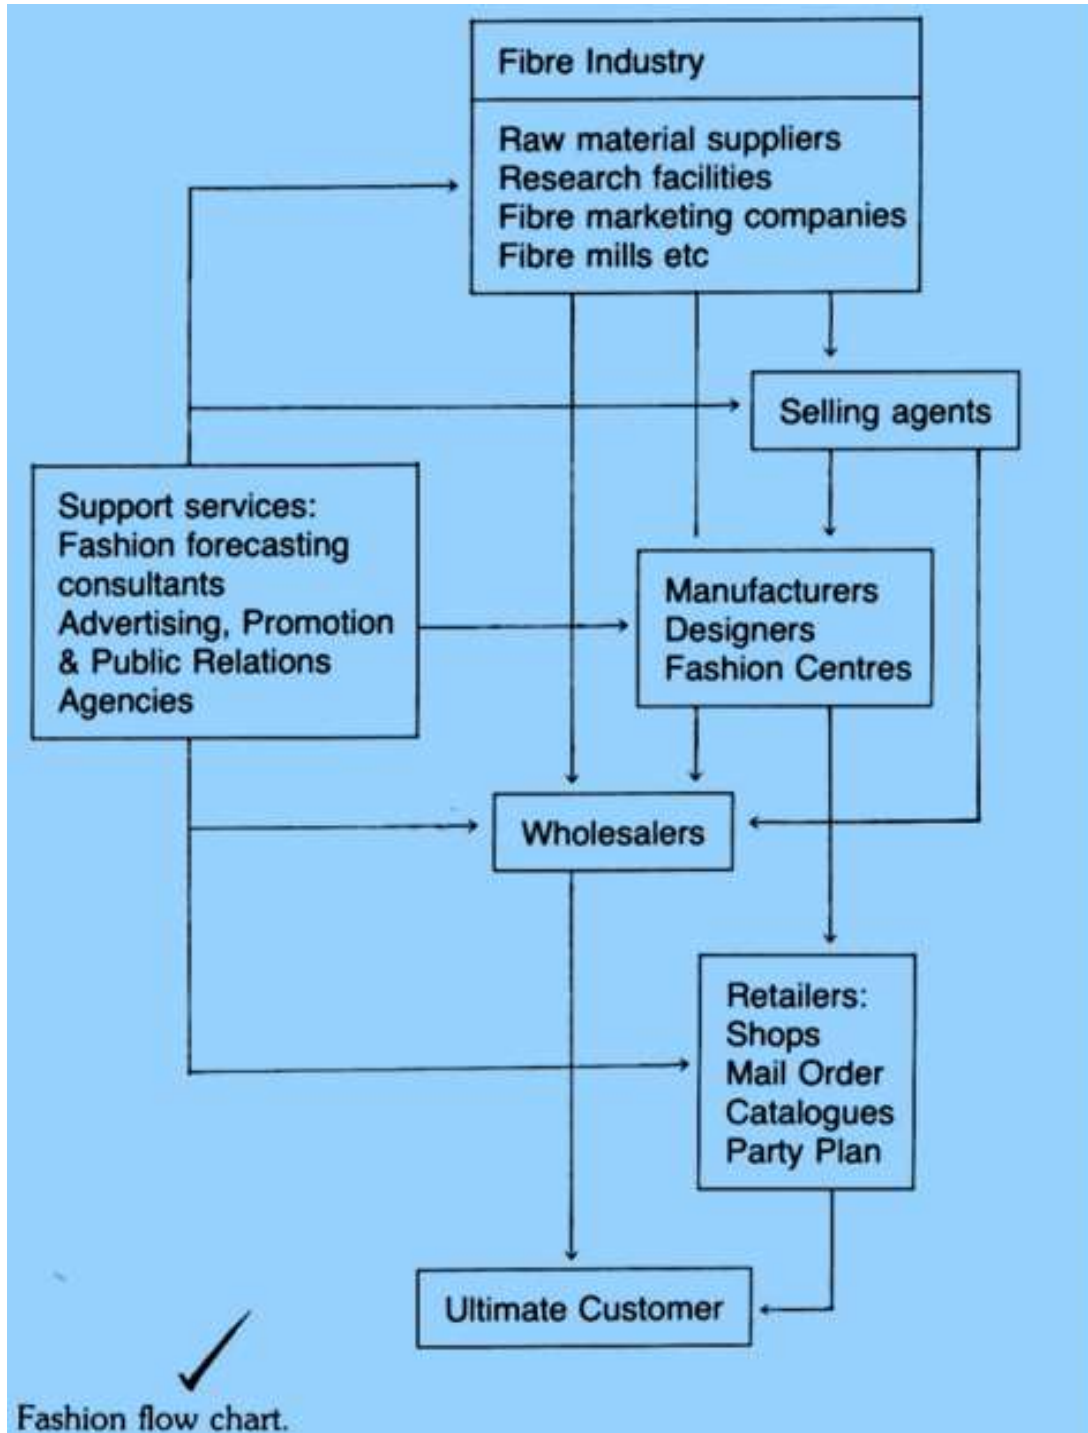 Fibre Industry
Raw material suppliers
Research facilities
Fibre marketing companies
Fibre mills etc
Selling agents
Support services:
Fashion forecasting
consultants
Advertising, Promotion
& Public Relations
Agencies
Manufacturers
Designers
Fashion Centres
Wholesalers
Retailers:
Shops
Mail Order
Catalogues
Party Plan
Ultimate Customer
Fashion flow chart.